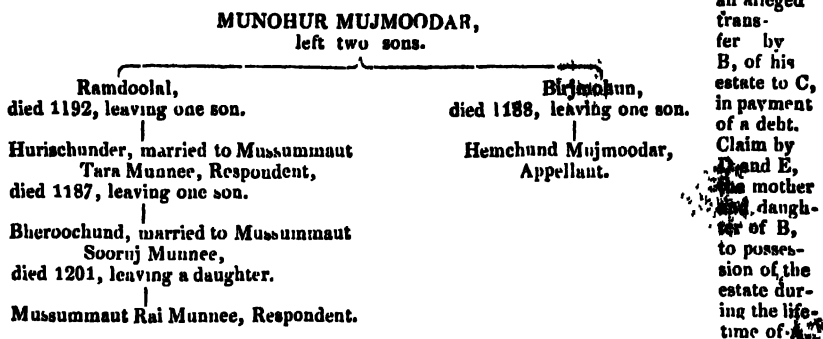 MUNOHUR MUJMOODAR,
left two sons.
Ramdoolal,
died 1192, leaving one son.
Birjmohun,
died 1188, leaving one son.
Hurischunder, married to Mussummaut
Tara Munnee, Respondent,
died 1187, leaving one son.
Hemchund Mujmoodar,
Appellant.
Bheroochund, married to Mussummaut
Sooruj Munnee,
died 1201, leaving a daughter.
Mussummaut Rai Munnee, Respondent.
an alleged
trans-
fer by
B, of his
estate to C,
in payment
of a debt.
Claim by
D and E,
the mother
and daugh-
ter of B,
to posses-
sion of the
estate dur-
ing the life-
time of